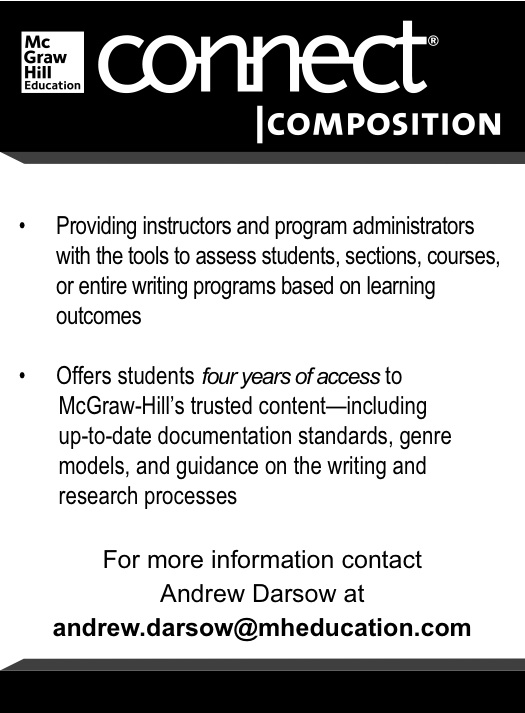 Mc
Graw
Hill
Education
connect®
|COMPOSITION
• Providing instructors and program administrators
with the tools to assess students, sections, courses,
or entire writing programs based on learning
outcomes
• Offers students four years of access to
McGraw-Hill’s trusted content—including
up-to-date documentation standards, genre
models, and guidance on the writing and
research processes
For more information contact
Andrew Darsow at
andrew.darsow@mheducation.com